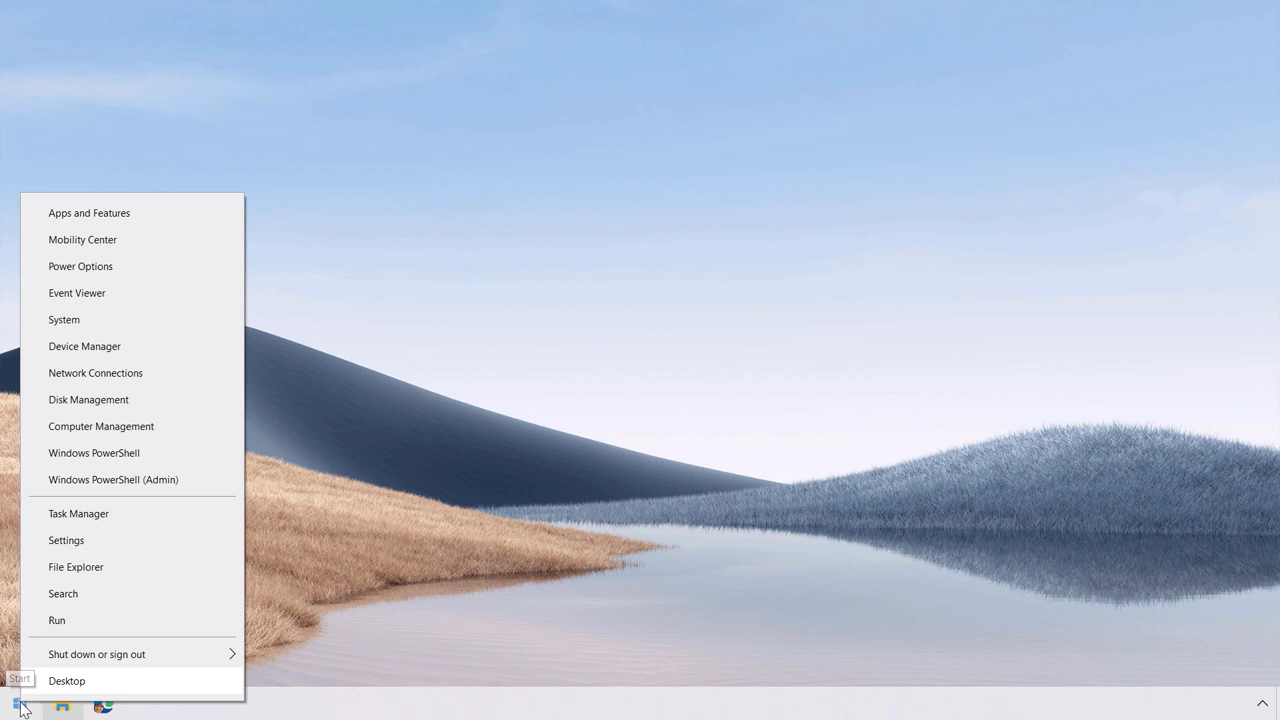 Apps and Features
Mobility Center
Power Options
Event Viewer
System
Device Manager
Network Connections
Disk Management
Computer Management
Windows PowerShell
Windows PowerShell (Admin)
Task Manager
Settings
File Explorer
Search
Run
Shut down or sign out
Start
Desktop